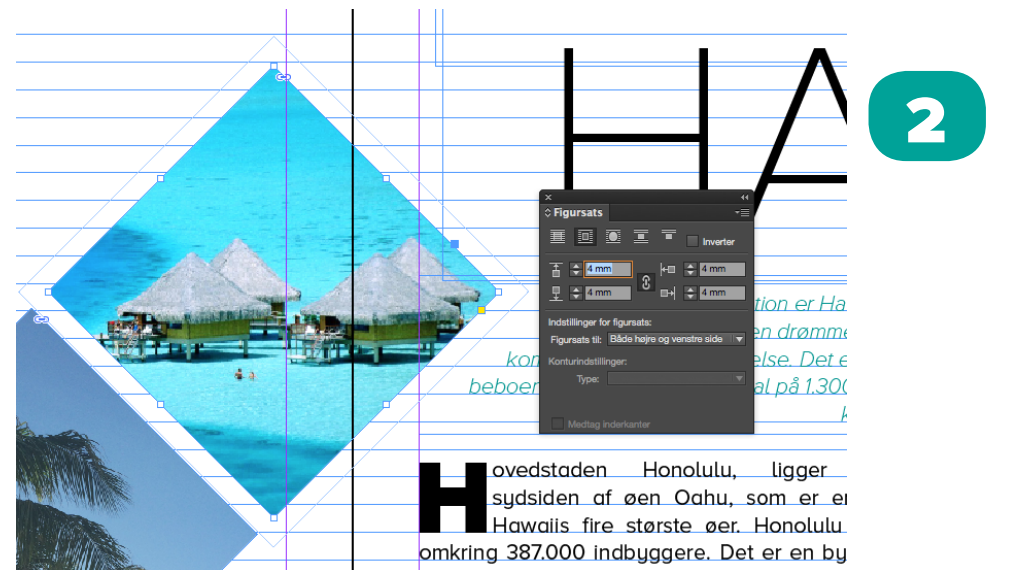 HA
2
Figursats
Inverter
4 mm 4 mm
4 mm 4 mm
Indstillinger for figursats:
Figursats til: Både højre og venstre side
Konturindstillinger:
Type:
Medtag inderkanter
tion er Ha
en drømme
kon else. Det e
beboer al på 1.300
k
Hovedstaden Honolulu, ligger
sydsiden af øen Oahu, som er en
Hawaiis fire største øer. Honolulu
omkring 387.000 indbyggere. Det er en by